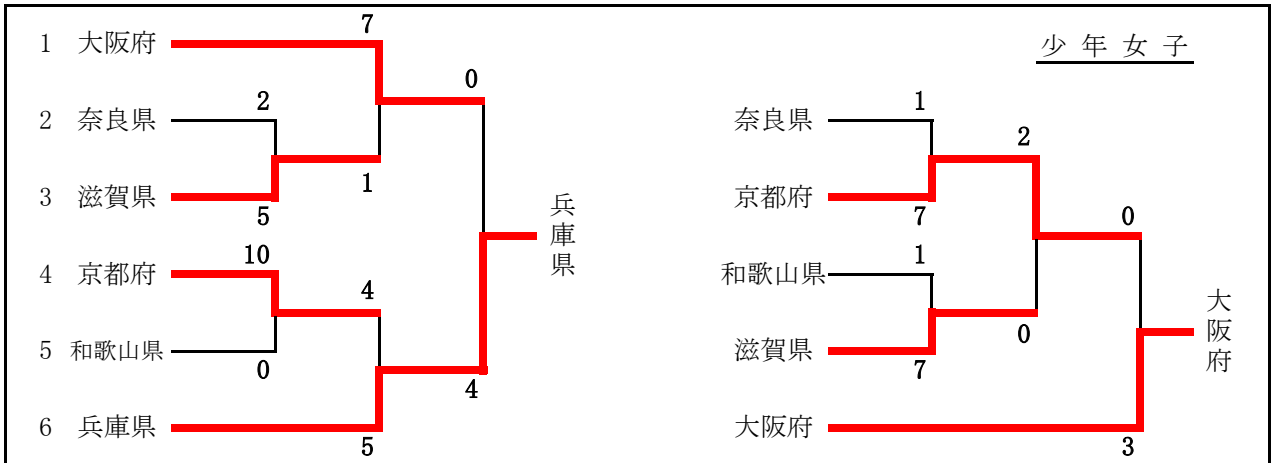 少年女子
1 大阪府 7
0
2 奈良県 2
1
3 滋賀県 5
兵庫県
4 京都府 10
4
5 和歌山県 0
4
6 兵庫県 5
奈良県 1
2
京都府 7
0
和歌山県 1
0
滋賀県 7
大阪府
大阪府 3